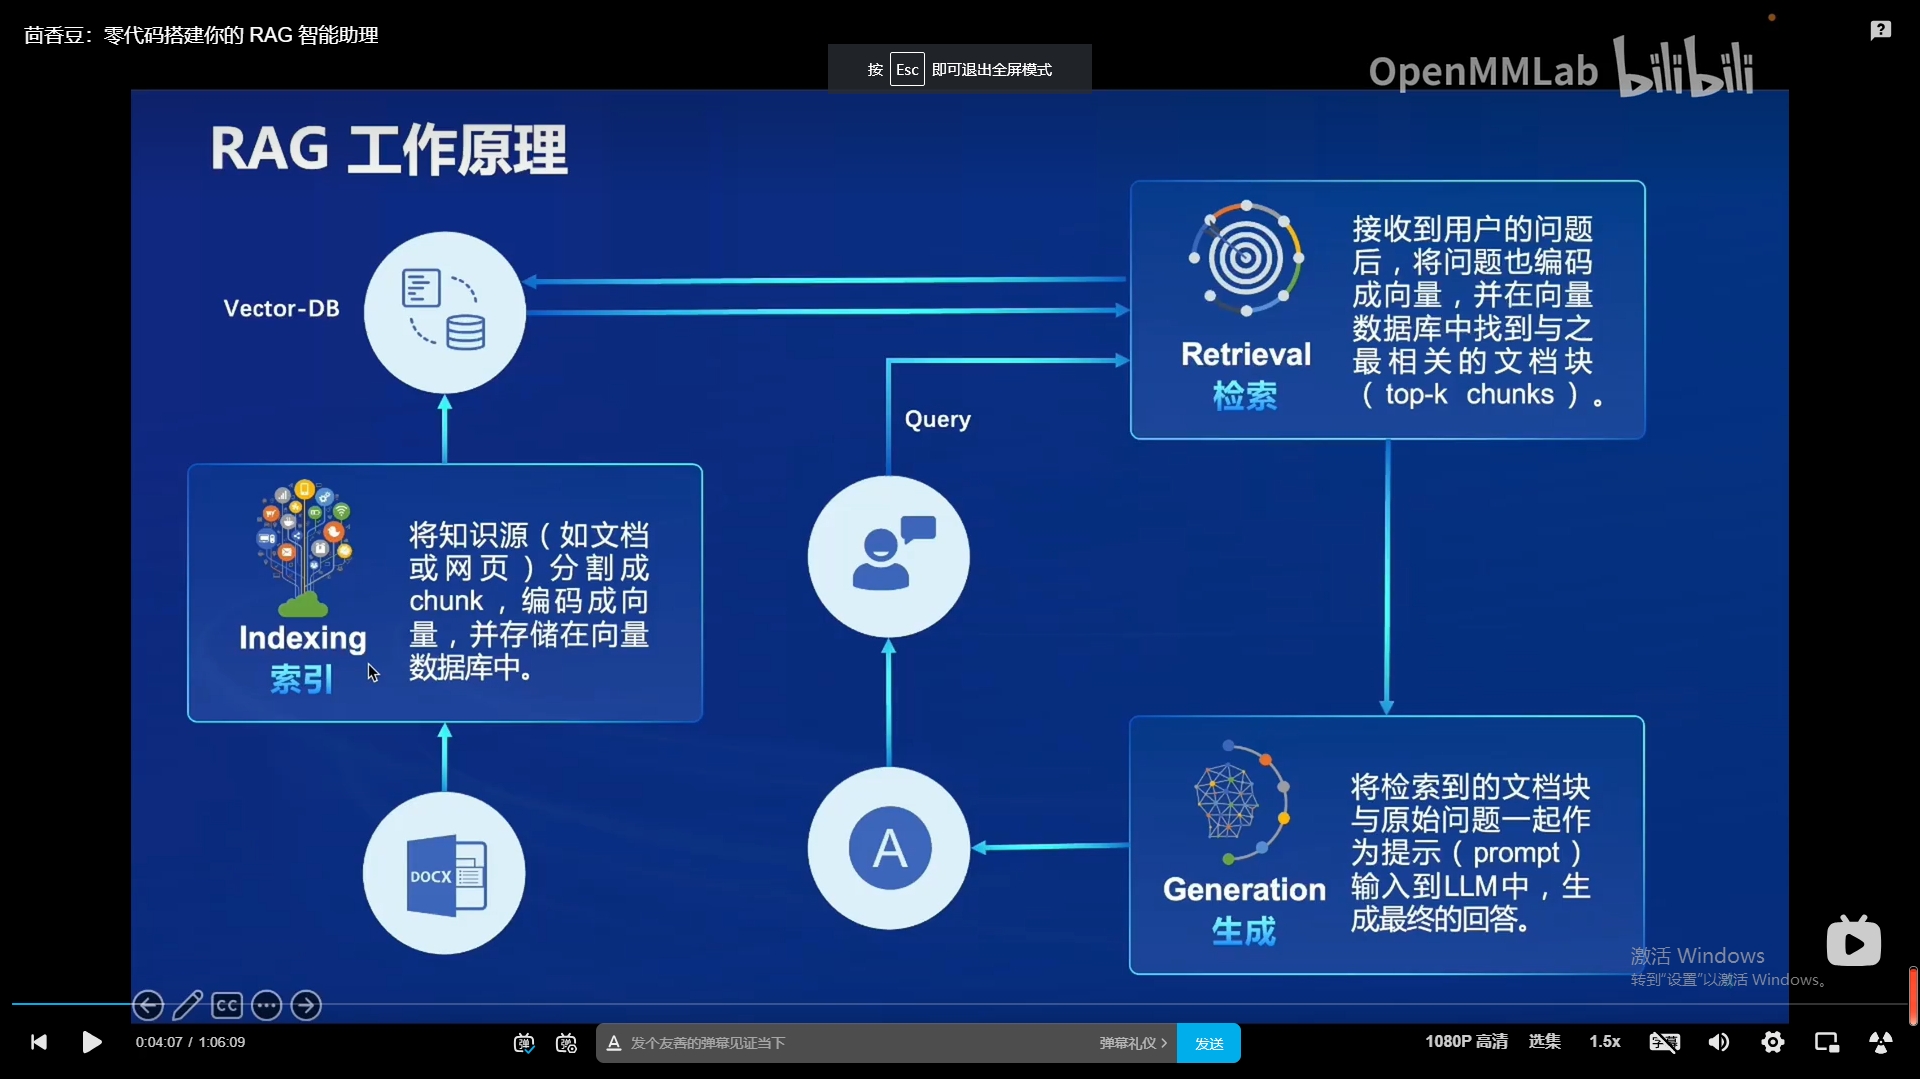 茴香豆：零代码搭建你的 RAG 智能助理
按 Esc 即可退出全屏模式
OpenMMLab bilibili
RAG 工作原理
Vector-DB
Retrieval
检索
接收到用户的问题
后，将问题也编码
成向量，并在向量
数据库中找到与之
最相关的文档块
（top-k chunks）。
Query
Indexing
索引
将知识源（如文档
或网页）分割成
chunk，编码成向
量，并存储在向量
数据库中。
DOCX
A
Generation
生成
将检索到的文档块
与原始问题一起作
为提示（prompt）
输入到LLM中，生
成最终的回答。
激活 Windows
转到“设置”以激活 Windows。
CC
0:04:07 / 1:06:09
弹
弹
A 发个友善的弹幕见证当下
弹幕礼仪 >
发送
1080P 高清
选集
1.5x
字幕